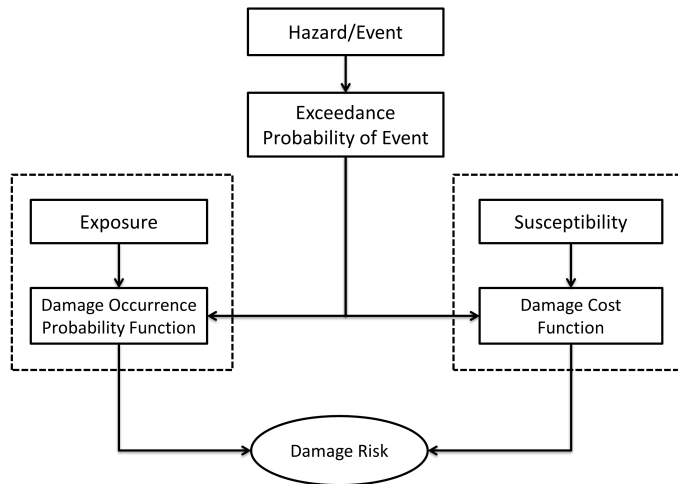 Hazard/Event
Exceedance
Probability of Event
Exposure
Susceptibility
Damage Occurrence
Probability Function
Damage Cost
Function
Damage Risk